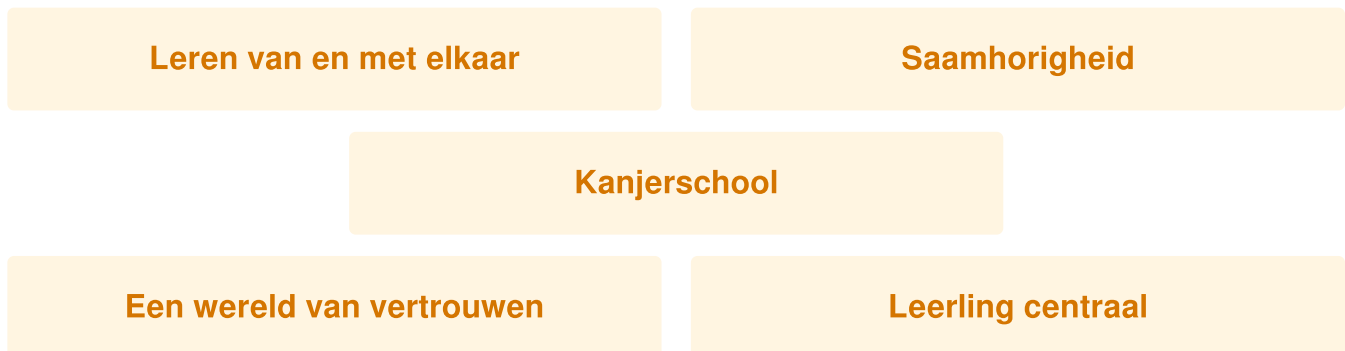 Leren van en met elkaar
Saamhorigheid
Kanjerschool
Een wereld van vertrouwen
Leerling centraal